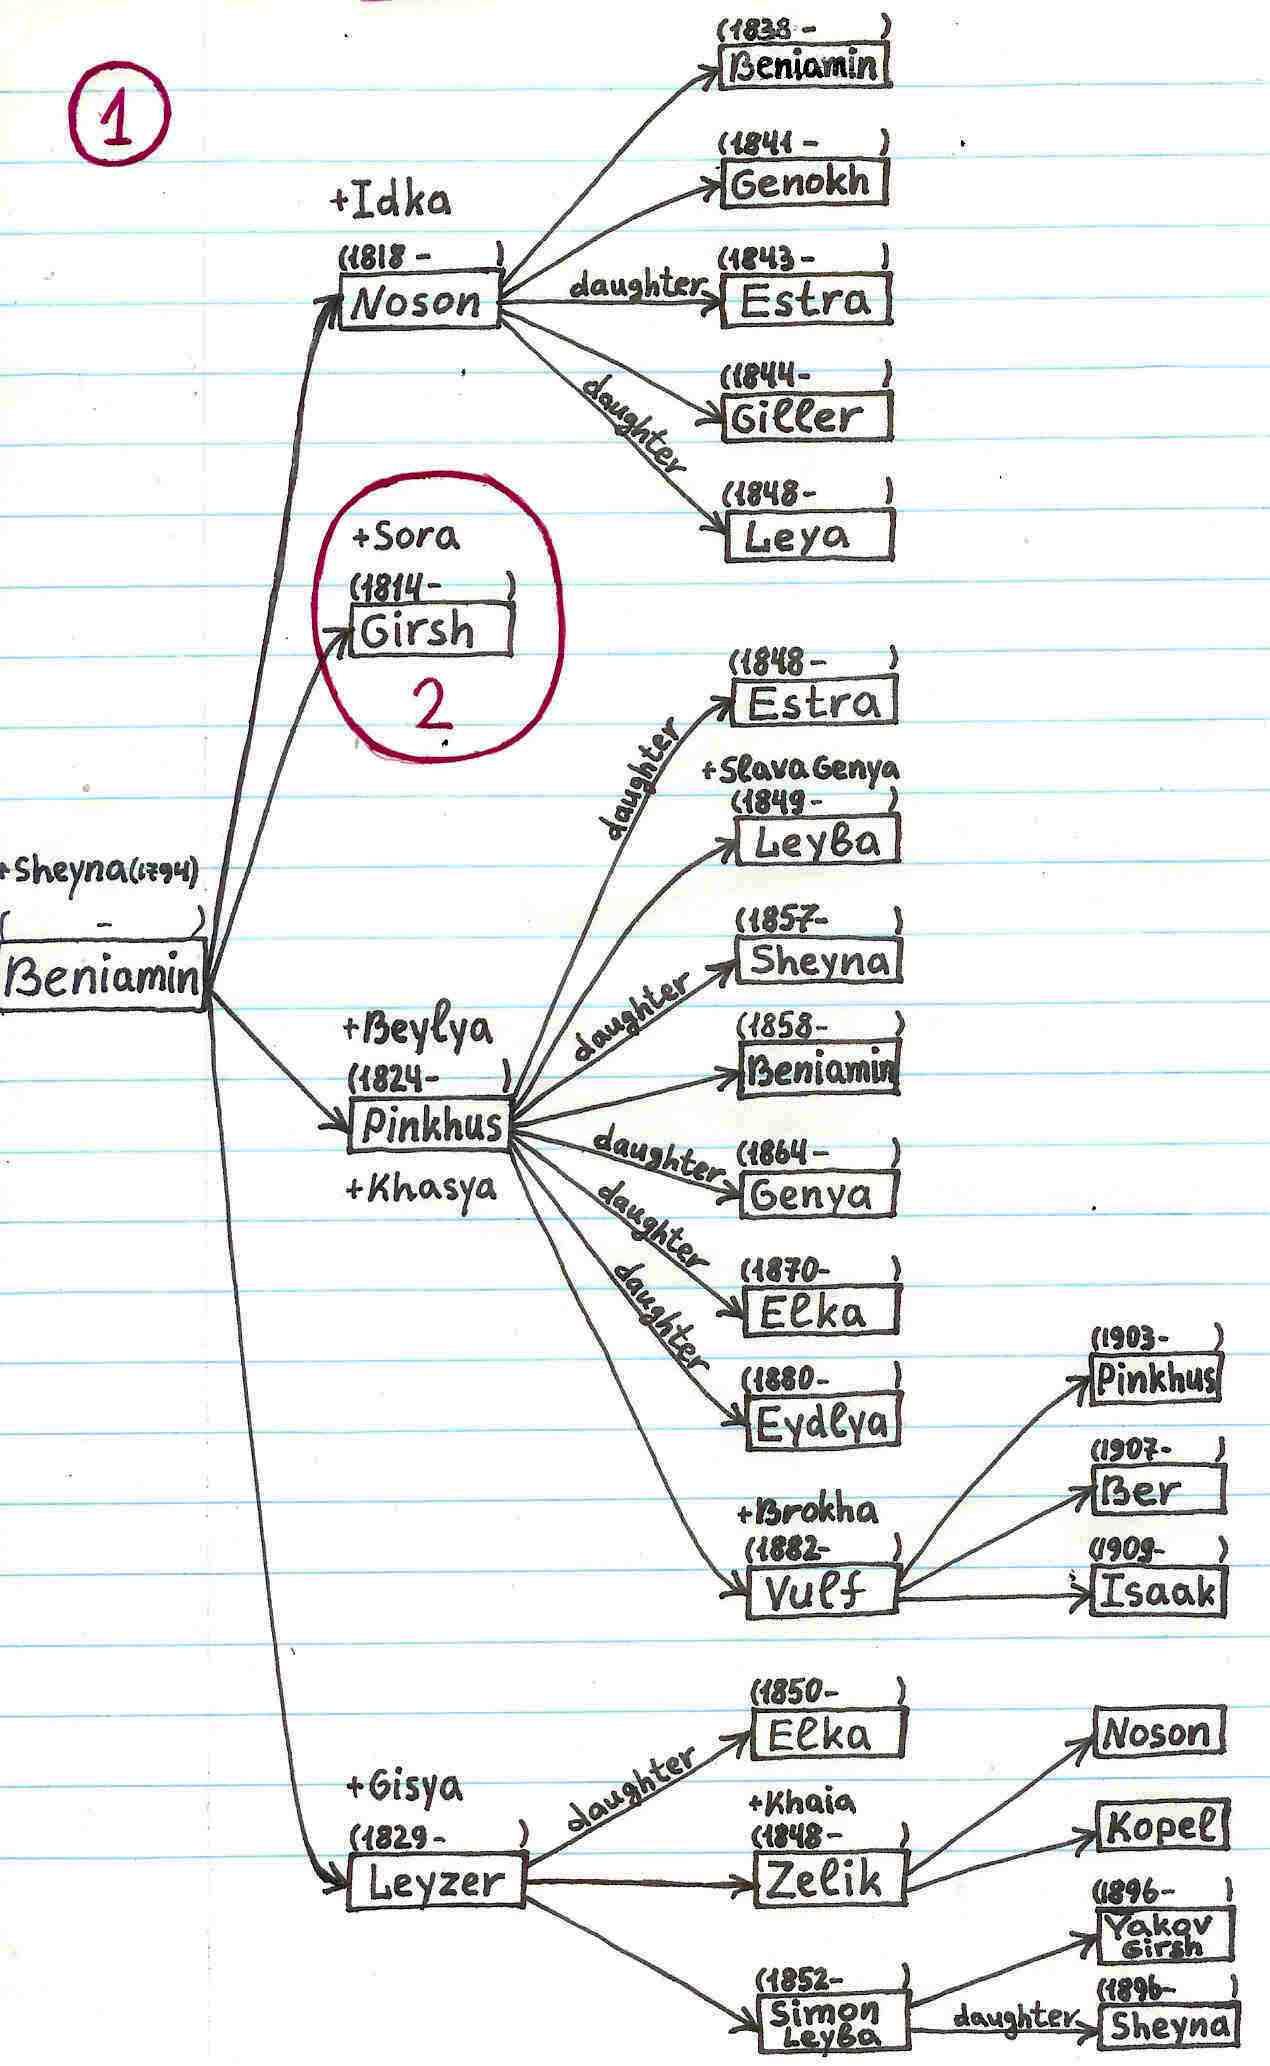 1
(1838- )
Beniamin
(1841- )
Genokh
+Idka
(1818- )
Noson
daughter
(1843- )
Estra
(1844- )
Giller
daughter
(1848- )
Leya
+Sora
(1814- )
Girsh
2
daughter
(1848- )
Estra
+Slava Genya
(1849- )
Leyba
+Sheyna(1794)
( - )
Beniamin
daughter
(1857- )
Sheyna
+Beylya
(1824- )
Pinkhus
+Khasya
(1858- )
Beniamin
daughter
(1864- )
Genya
daughter
(1870- )
Elka
daughter
(1880- )
Eydlya
+Brokha
(1882- )
Vulf
(1903- )
Pinkhus
(1907- )
Ber
(1909- )
Isaak
+Gisya
(1829- )
Leyzer
daughter
(1850- )
Elka
+Khaia
(1848- )
Zelik
Noson
Kopel
(1852- )
Simon
Leyba
(1896- )
Yakov
Girsh
daughter
(1896- )
Sheyna